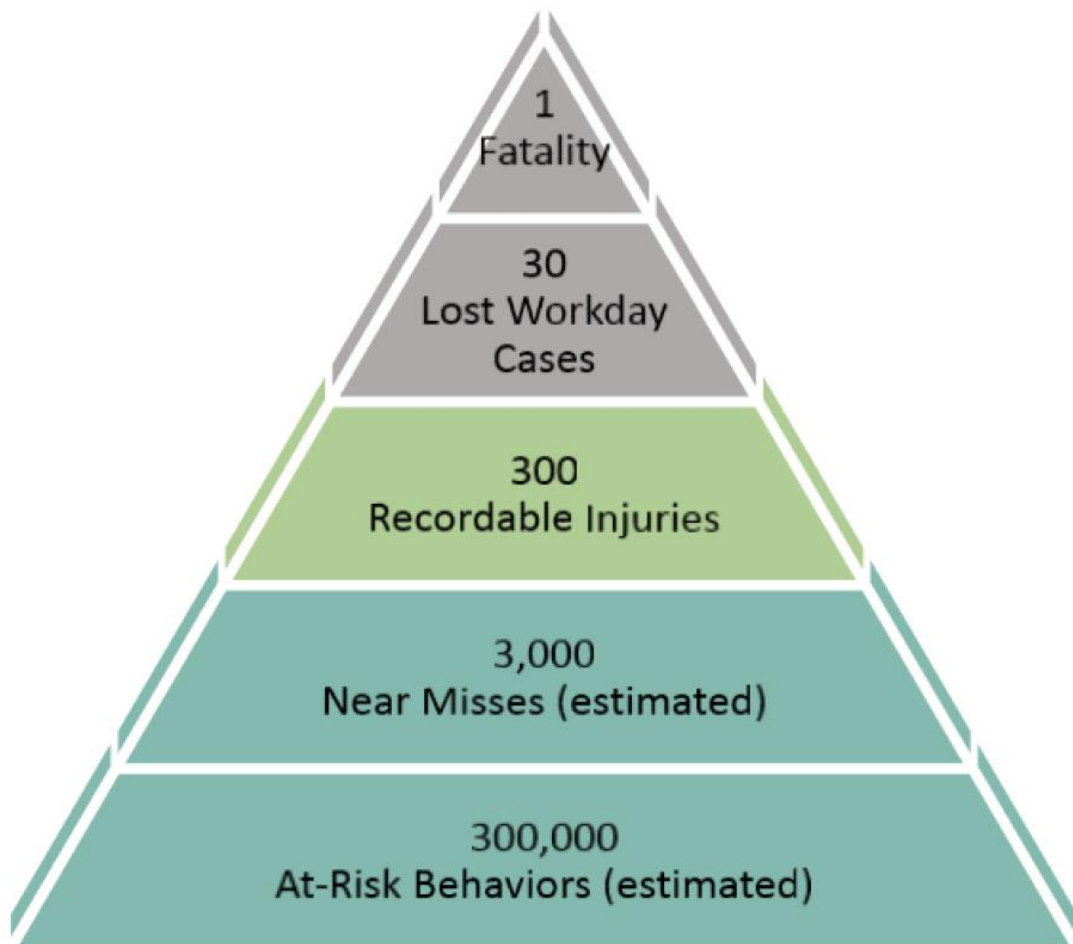 1
Fatality
30
Lost Workday
Cases
300
Recordable Injuries
3,000
Near Misses (estimated)
300,000
At-Risk Behaviors (estimated)